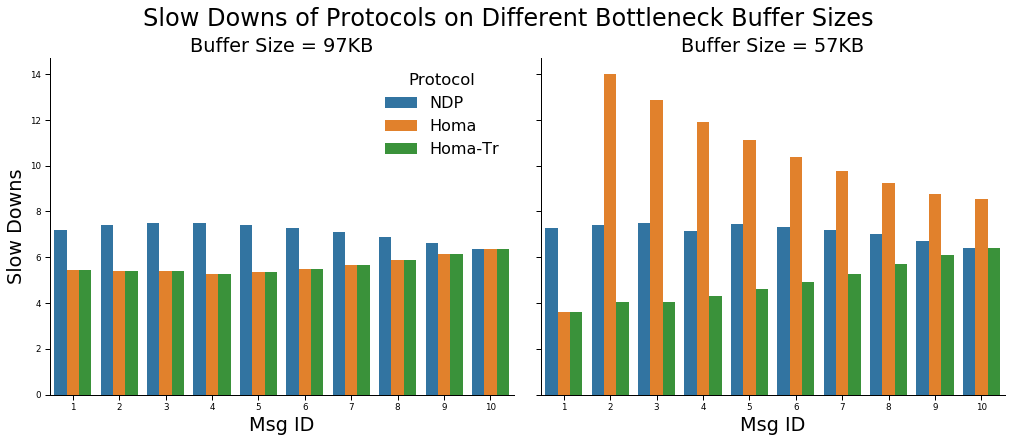 Slow Downs of Protocols on Different Bottleneck Buffer Sizes
Buffer Size = 97KB
Buffer Size = 57KB
Protocol
NDP
Homa
Homa-Tr
Slow Downs
14
12
10
8
6
4
2
0
1 2 3 4 5 6 7 8 9 10
1 2 3 4 5 6 7 8 9 10
Msg ID
Msg ID